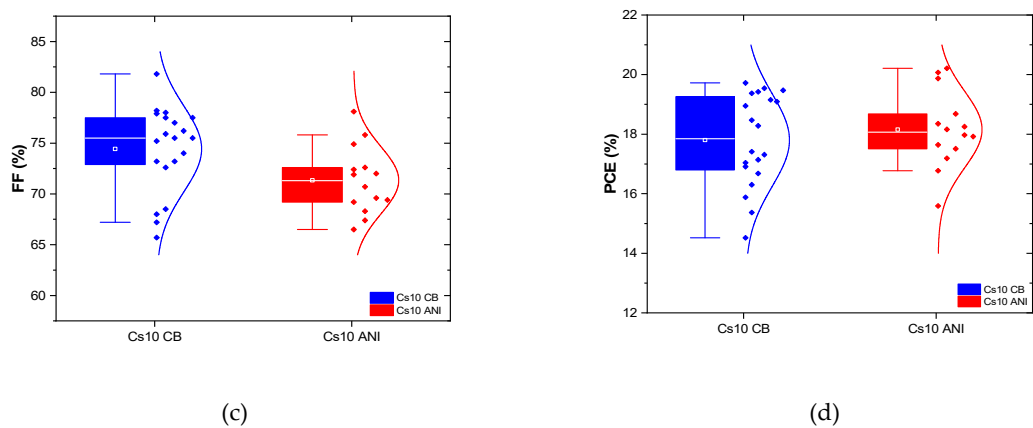 85
80
75
70
65
60
FF (%)
Cs10 CB
Cs10 ANI
Cs10 CB
Cs10 ANI
(c)
22
20
18
16
14
12
PCE (%)
Cs10 CB
Cs10 ANI
Cs10 CB
Cs10 ANI
(d)